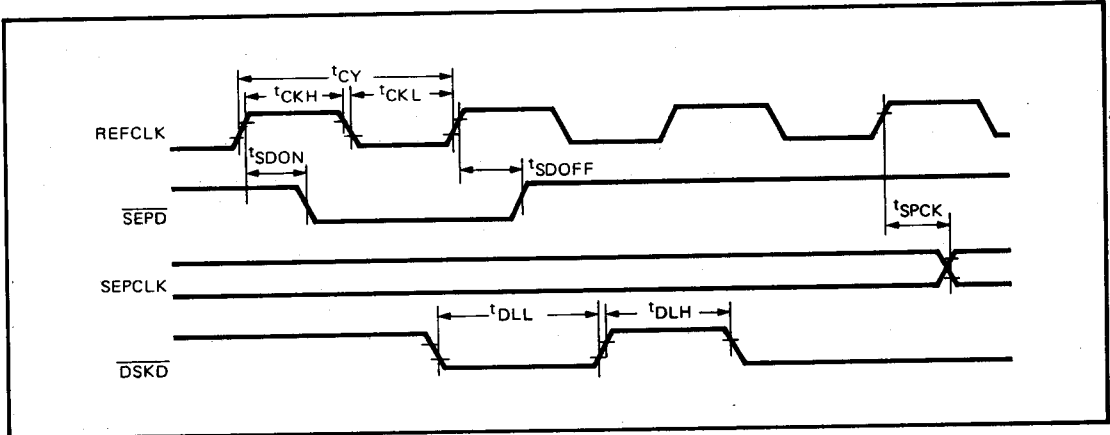 tCY
tCKH tCKL
REFCLK
tSDON tSDOFF
SEPD
tSPCK
SEPCLK
tDLL tDLH
DSKD